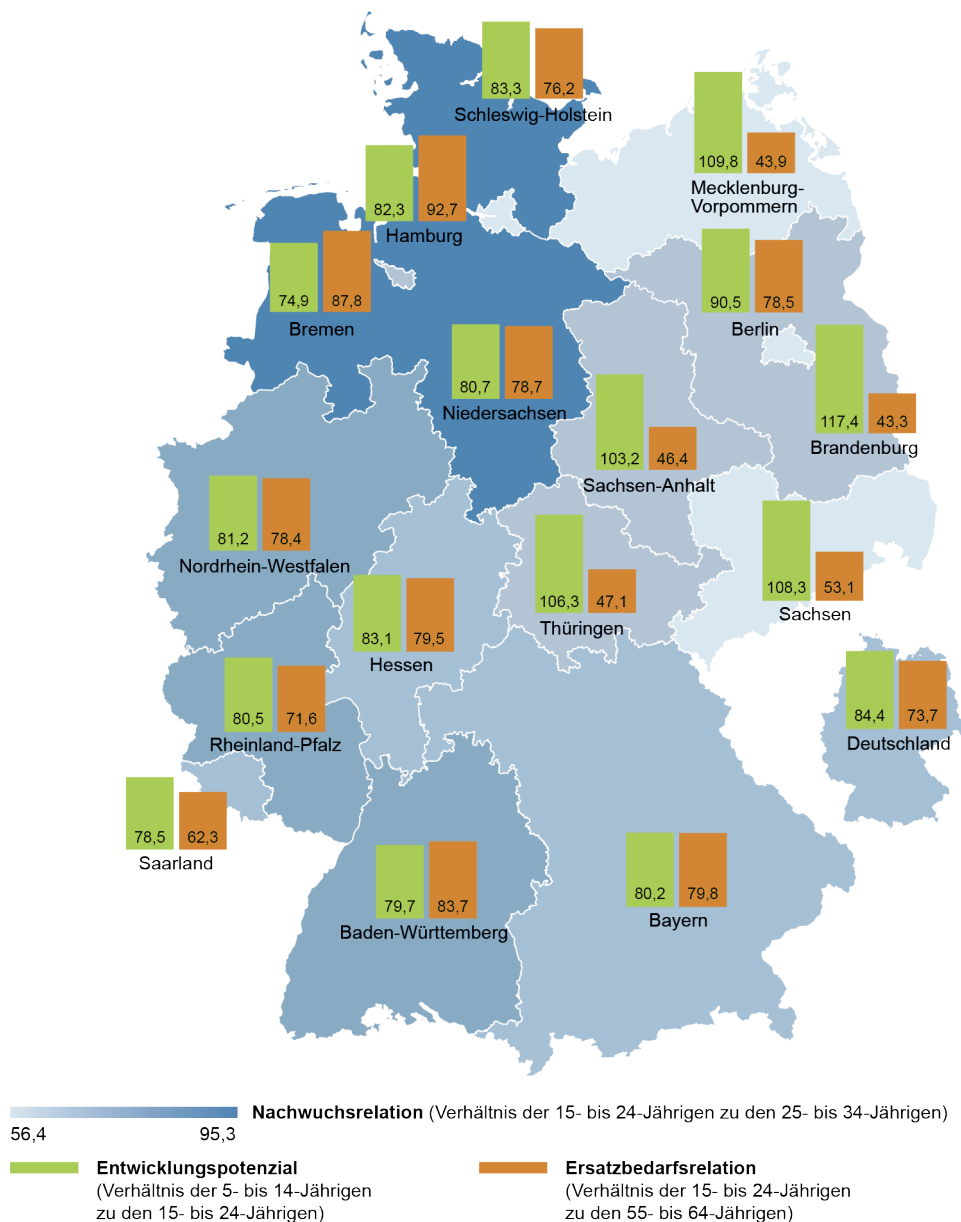 83,3 76,2
Schleswig-Holstein
109,8 43,9
Mecklenburg-
Vorpommern
82,3 92,7
Hamburg
74,9 87,8
Bremen
90,5 78,5
Berlin
80,7 78,7
Niedersachsen
117,4 43,3
Brandenburg
103,2 46,4
Sachsen-Anhalt
81,2 78,4
Nordrhein-Westfalen
106,3 47,1
Thüringen
108,3 53,1
Sachsen
83,1 79,5
Hessen
80,5 71,6
Rheinland-Pfalz
84,4 73,7
Deutschland
78,5 62,3
Saarland
79,7 83,7
Baden-Württemberg
80,2 79,8
Bayern
Nachwuchsrelation (Verhältnis der 15- bis 24-Jährigen zu den 25- bis 34-Jährigen)
56,4 95,3
Entwicklungspotenzial
(Verhältnis der 5- bis 14-Jährigen
zu den 15- bis 24-Jährigen)
Ersatzbedarfsrelation
(Verhältnis der 15- bis 24-Jährigen
zu den 55- bis 64-Jährigen)